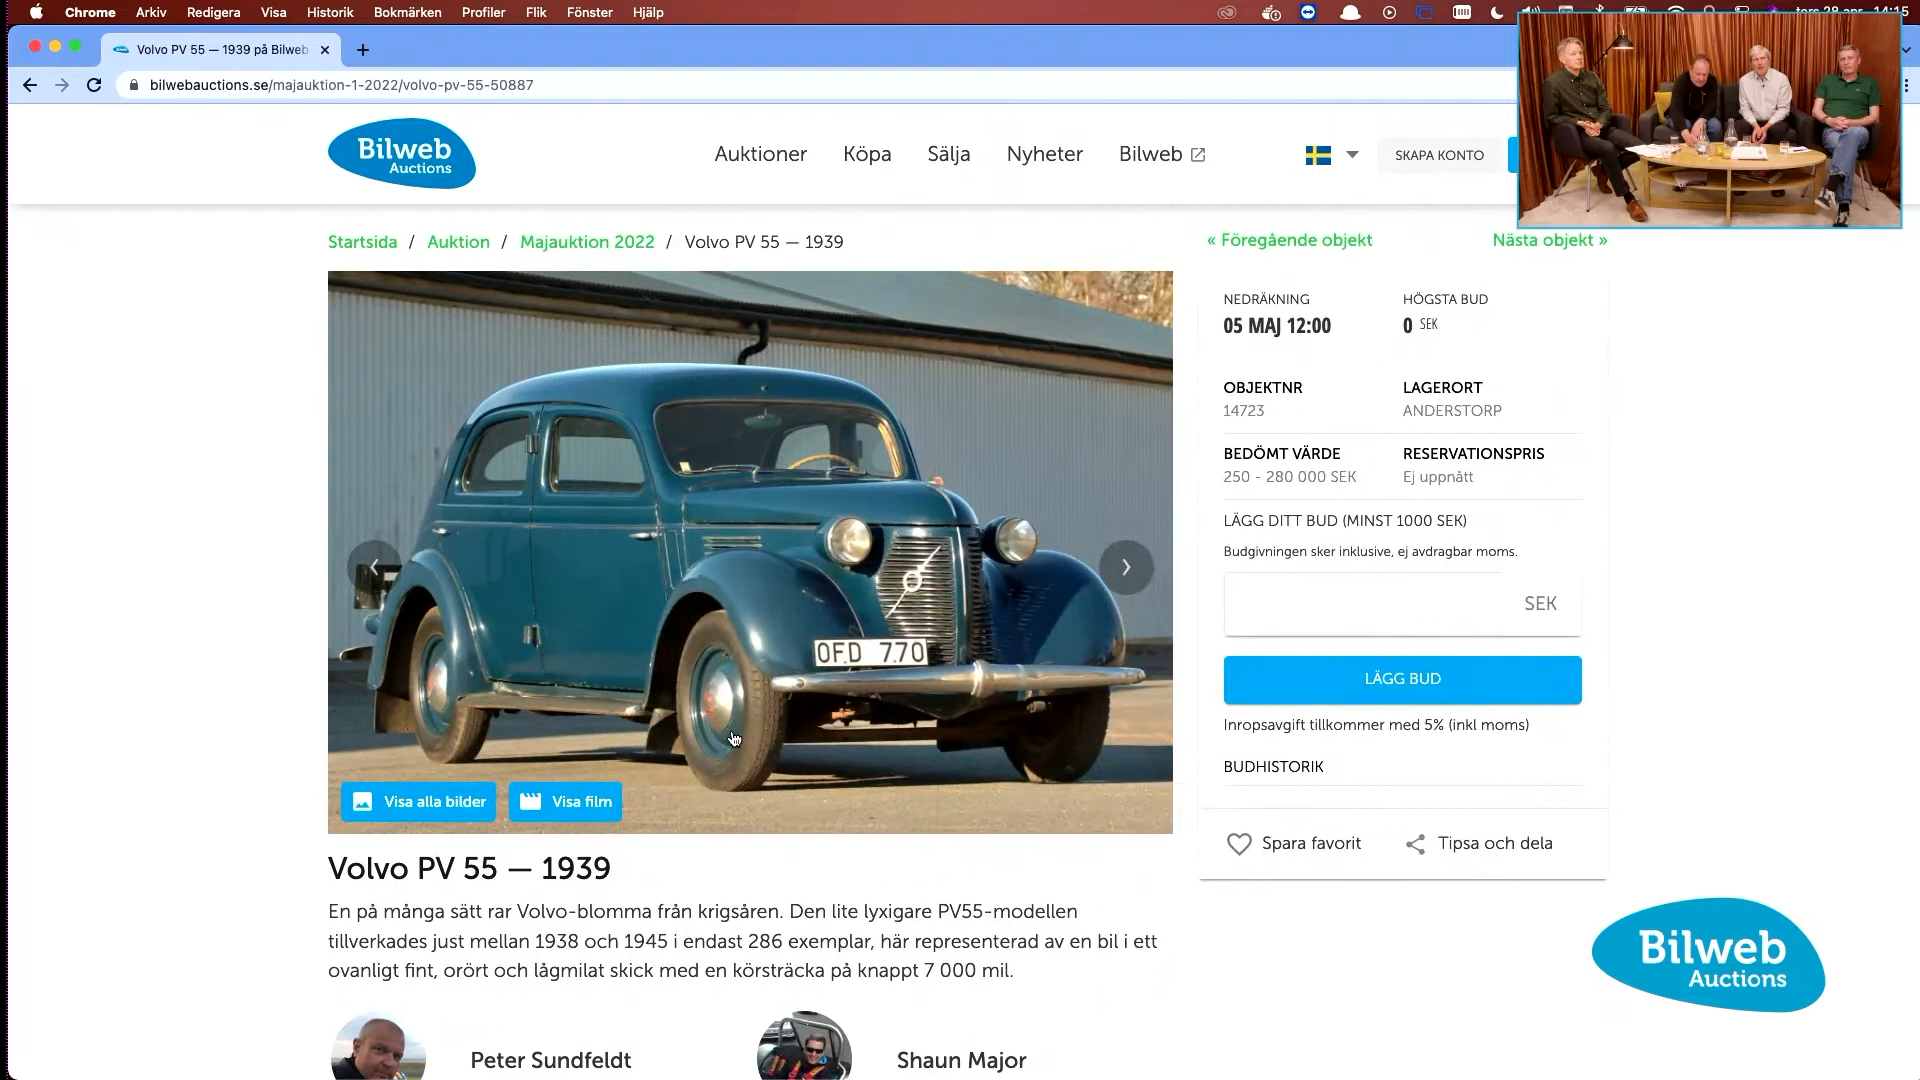 Chrome Arkiv Redigera Visa Historik Bokmärken Profiler Flik Fönster Hjälp
Volvo PV 55 — 1939 på Bilweb
bilwebauctions.se/majauktion-1-2022/volvo-pv-55-50887
Bilweb
Auctions
Auktioner Köpa Sälja Nyheter Bilweb
SKAPA KONTO
Startsida / Auktion / Majauktion 2022 / Volvo PV 55 — 1939
« Föregående objekt Nästa objekt »
NEDRÄKNING HÖGSTA BUD
05 MAJ 12:00 0 SEK
OBJEKTNR LAGERORT
14723 ANDERSTORP
BEDÖMT VÄRDE RESERVATIONSPRIS
250 - 280 000 SEK Ej uppnått
LÄGG DITT BUD (MINST 1000 SEK)
Budgivningen sker inklusive, ej avdragbar moms.
SEK
LÄGG BUD
Inropsavgift tillkommer med 5% (inkl moms)
BUDHISTORIK
Spara favorit Tipsa och dela
OFD 770
Visa alla bilder Visa film
Volvo PV 55 — 1939
En på många sätt rar Volvo-blomma från krigsåren. Den lite lyxigare PV55-modellen
tillverkades just mellan 1938 och 1945 i endast 286 exemplar, här representerad av en bil i ett
ovanligt fint, orört och lågmilat skick med en körsträcka på knappt 7 000 mil.
Peter Sundfeldt Shaun Major
Bilweb
Auctions